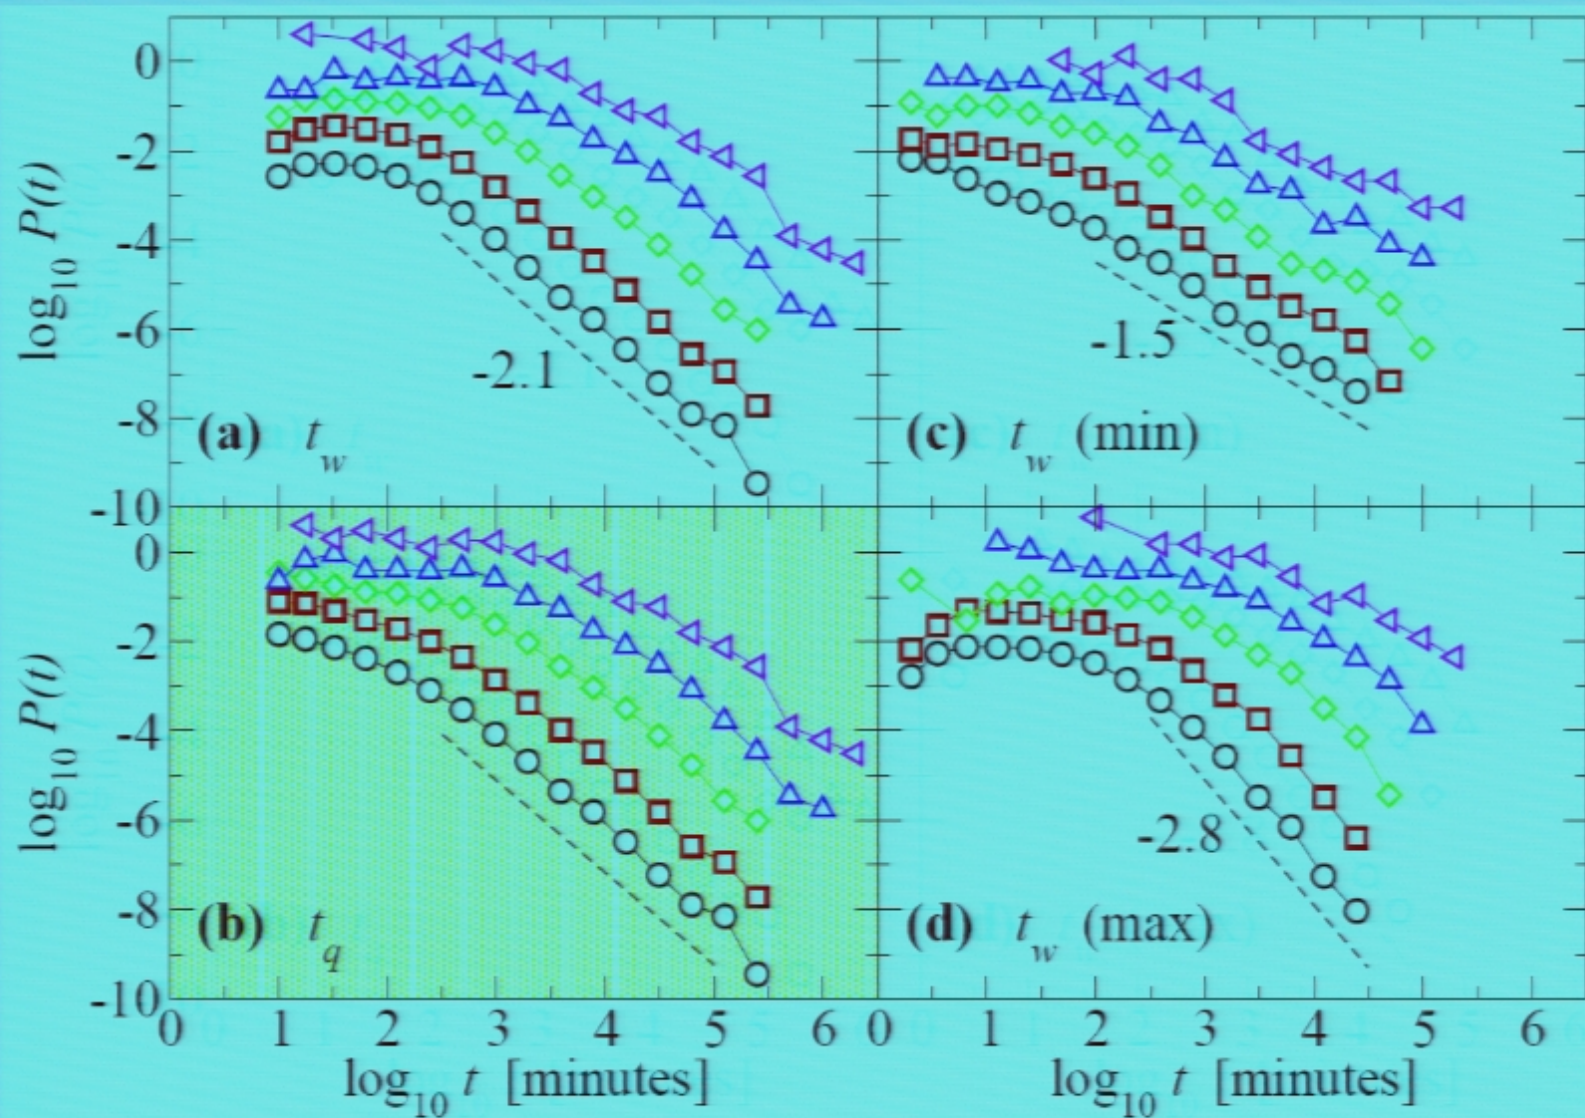 0
-2
-4
-6
-8
-10
log10 P(t)
-2.1
(a) tw
-1.5
(c) tw (min)
0
-2
-4
-6
-8
-10
log10 P(t)
(b) tq
-2.8
(d) tw (max)
0 1 2 3 4 5 6 0 1 2 3 4 5 6
log10 t [minutes] log10 t [minutes]